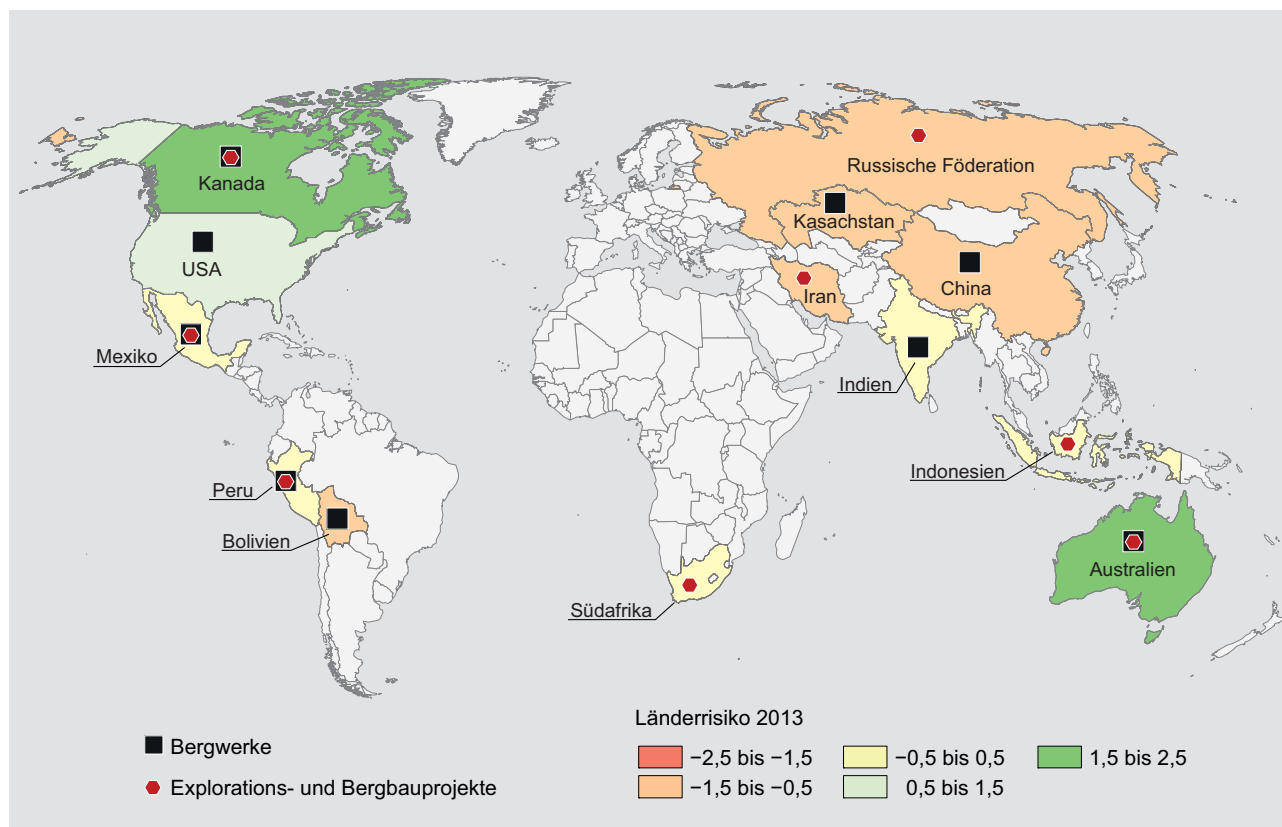 Kanada
Russische Föderation
Kasachstan
USA
Iran
China
Mexiko
Indien
Indonesien
Peru
Bolivien
Australien
Südafrika
Länderrisiko 2013
Bergwerke
Explorations- und Bergbauprojekte
−2,5 bis −1,5
−0,5 bis 0,5
1,5 bis 2,5
−1,5 bis −0,5
0,5 bis 1,5